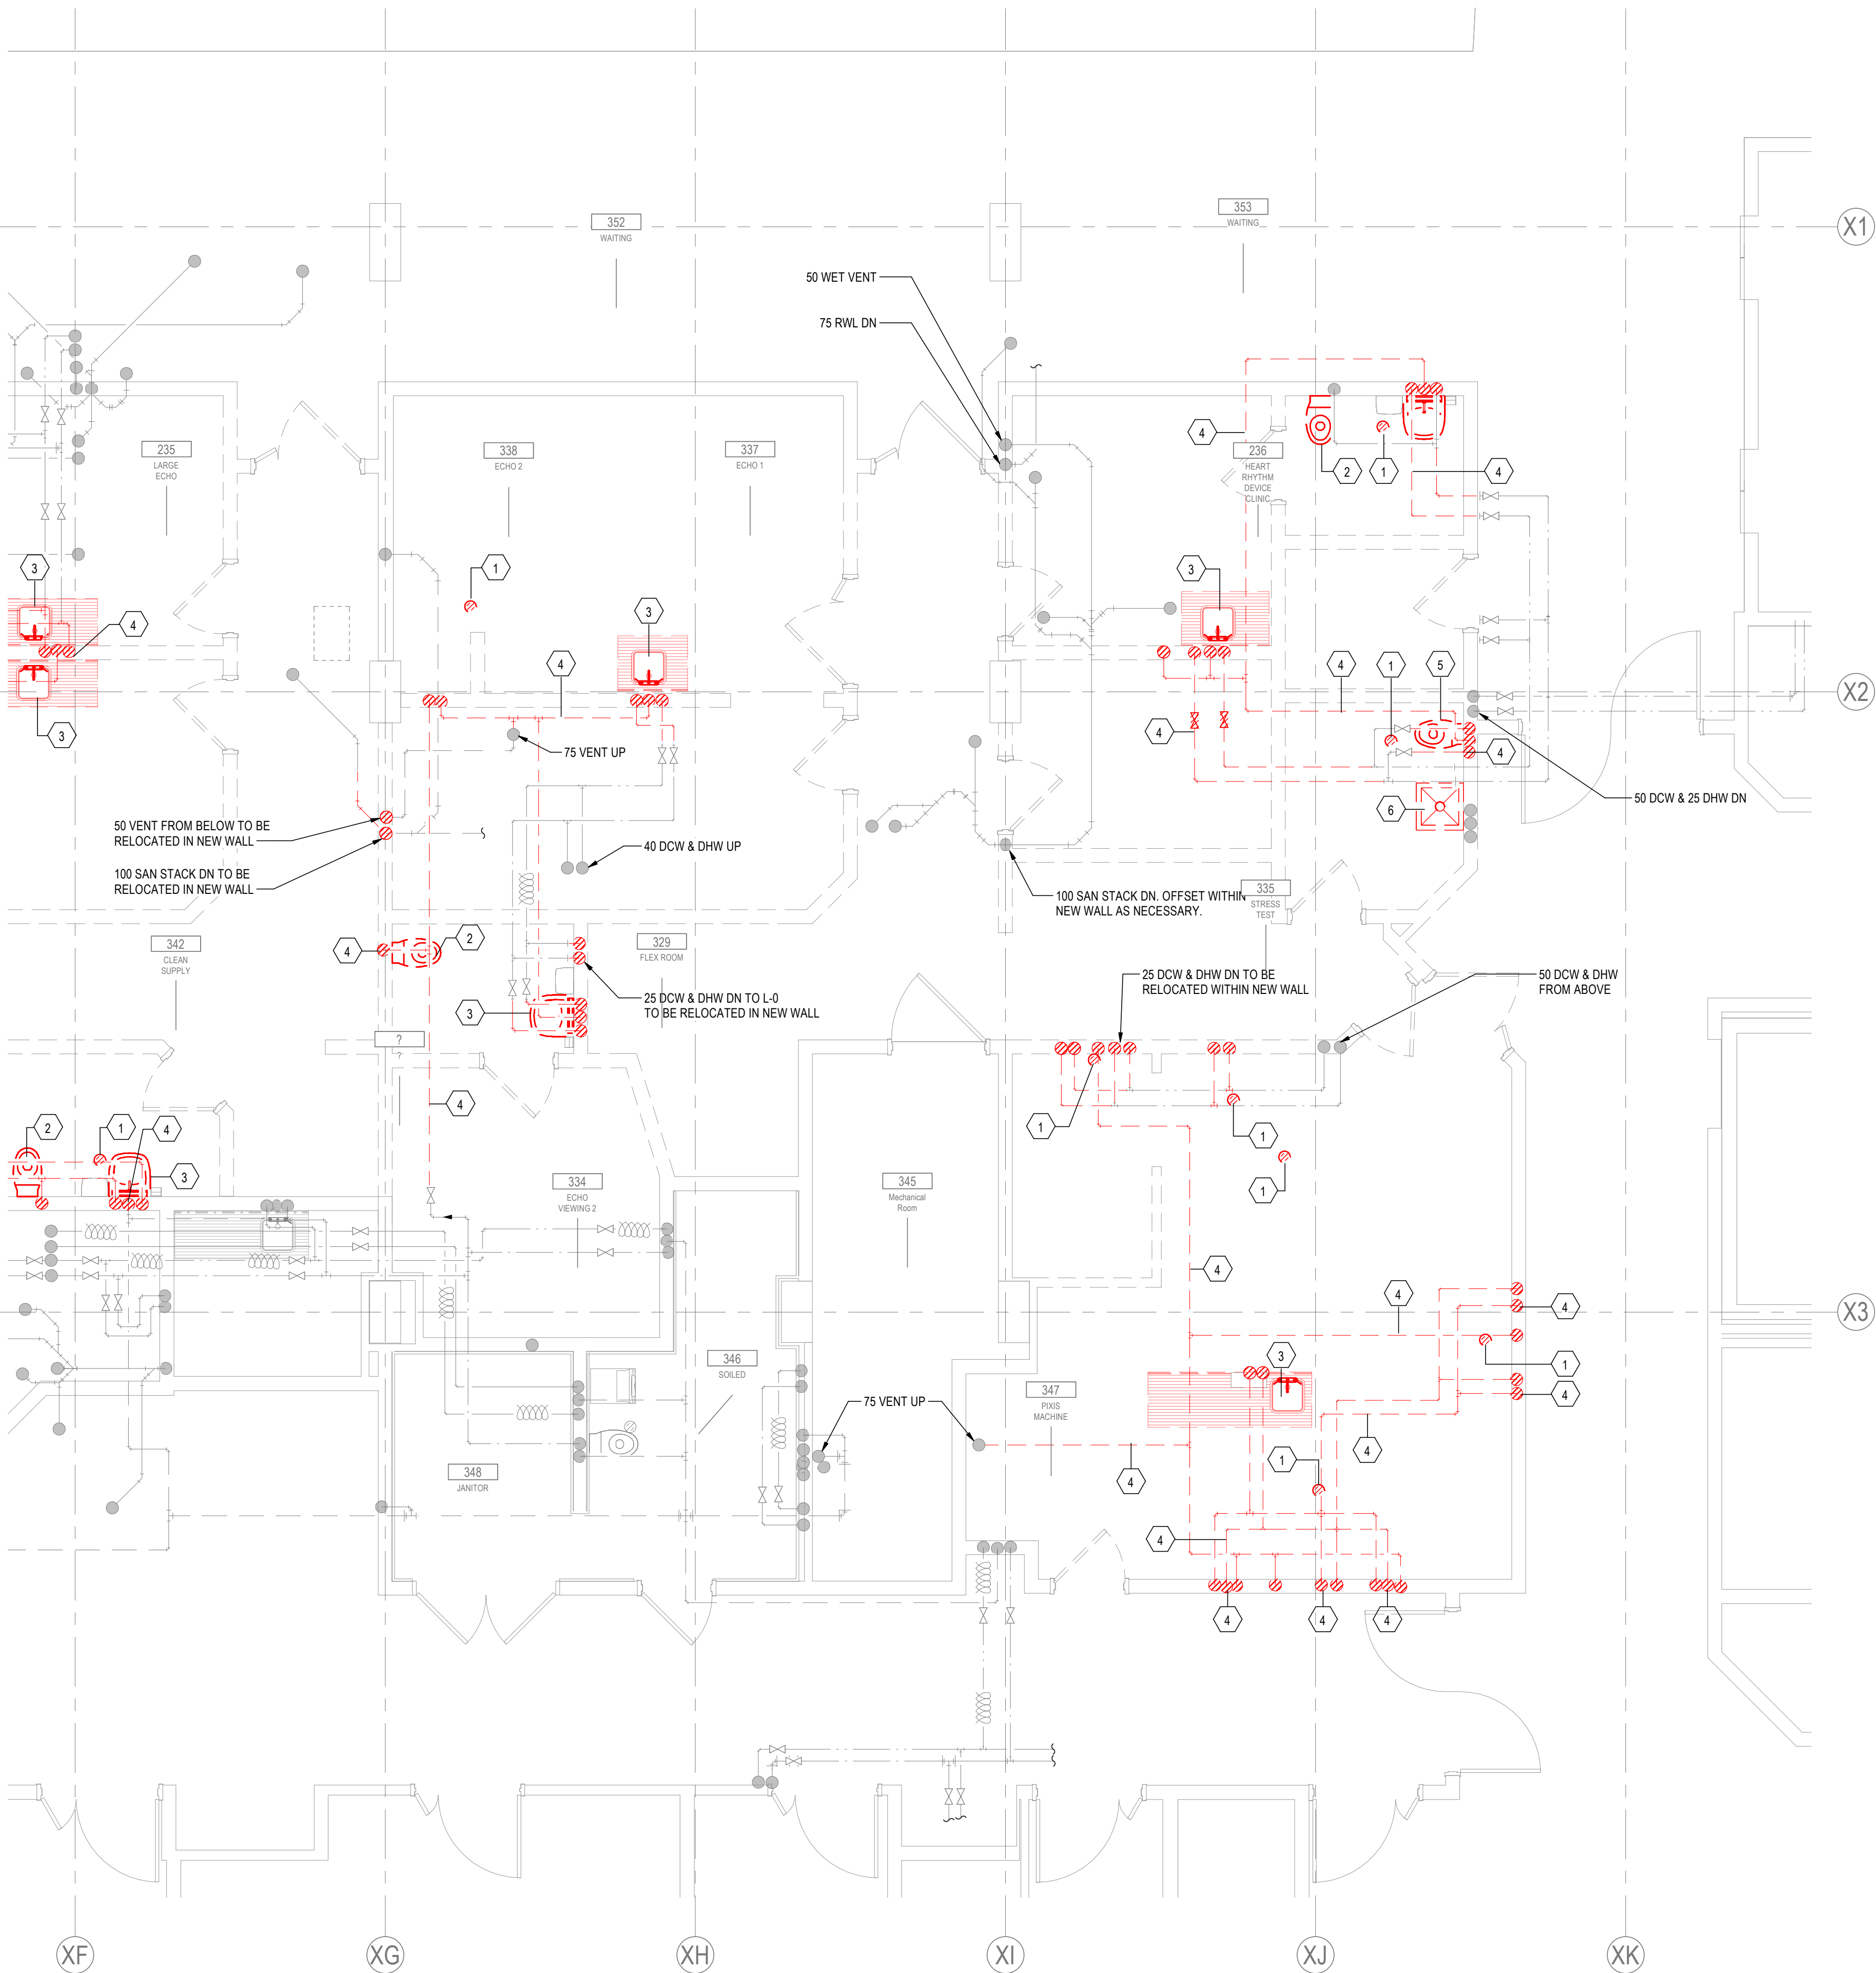 352
WAITING
353
WAITING
X1
50 WET VENT
75 RWL DN
235
LARGE
ECHO
338
ECHO 2
337
ECHO 1
4
236
HEART
RHYTHM
DEVICE
CLINIC
2
1
4
3
1
3
3
4
4
3
4
1
5
X2
75 VENT UP
4
4
50 DCW & 25 DHW DN
6
50 VENT FROM BELOW TO BE
RELOCATED IN NEW WALL
40 DCW & DHW UP
100 SAN STACK DN TO BE
RELOCATED IN NEW WALL
100 SAN STACK DN. OFFSET WITHIN
NEW WALL AS NECESSARY.
335
STRESS
TEST
342
CLEAN
SUPPLY
4
2
329
FLEX ROOM
25 DCW & DHW DN TO L-0
TO BE RELOCATED IN NEW WALL
3
25 DCW & DHW DN TO BE
RELOCATED WITHIN NEW WALL
50 DCW & DHW
FROM ABOVE
?
?
4
2
1
4
3
1
1
1
334
ECHO
VIEWING 2
345
Mechanical
Room
4
4
4
X3
346
SOILED
3
1
4
347
PIXIS
MACHINE
75 VENT UP
4
1
4
348
JANITOR
4
4
4
4
XF
XG
XH
XI
XJ
XK